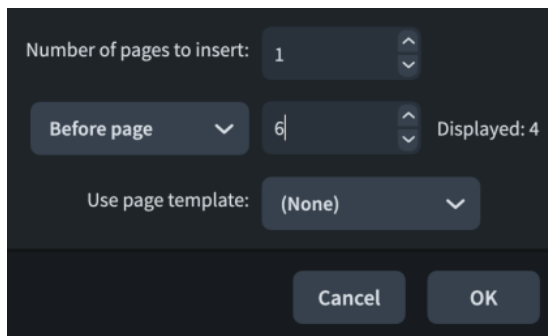 Number of pages to insert: 1
Before page 6 Displayed: 4
Use page template: (None)
Cancel OK